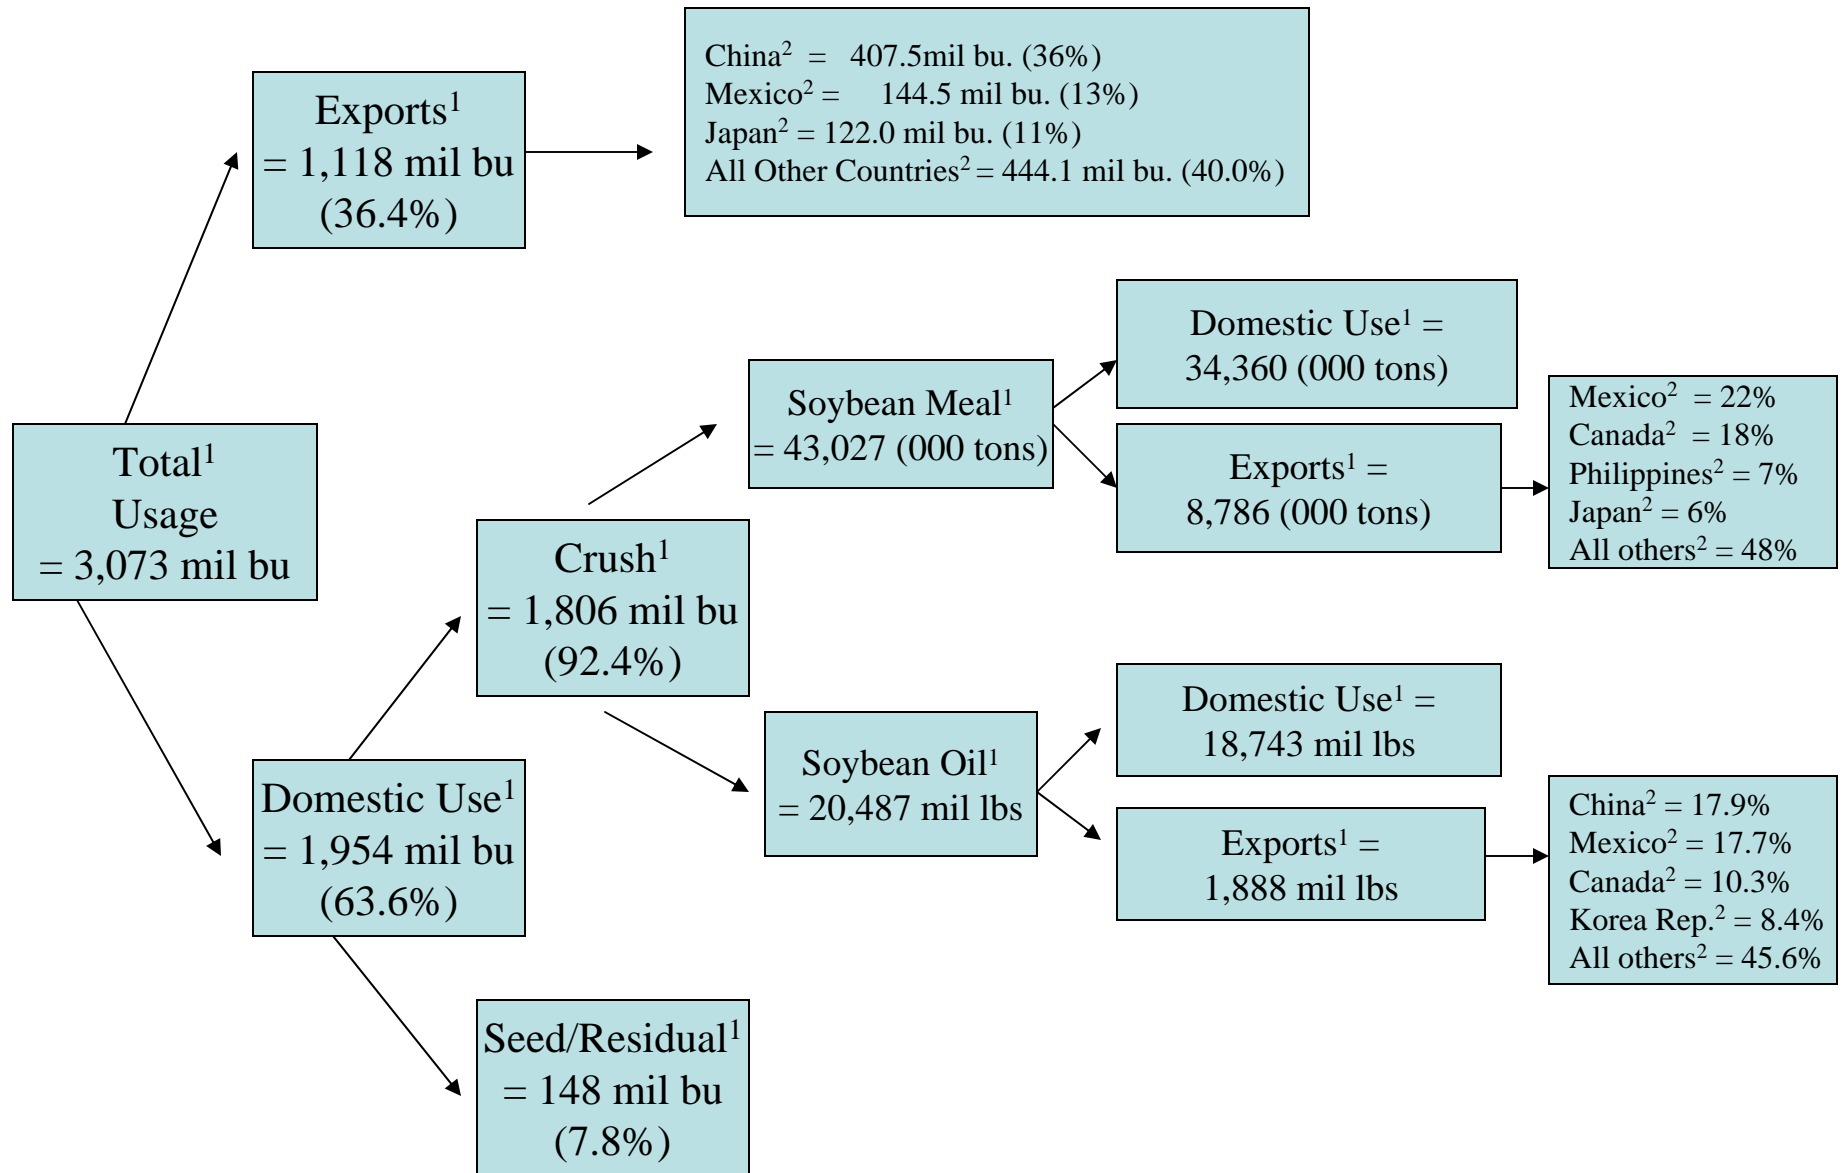 China² = 407.5mil bu. (36%)
Mexico² = 144.5 mil bu. (13%)
Japan² = 122.0 mil bu. (11%)
All Other Countries² = 444.1 mil bu. (40.0%)
Exports¹
= 1,118 mil bu
(36.4%)
Total¹
Usage
= 3,073 mil bu
Domestic Use¹
= 1,954 mil bu
(63.6%)
Crush¹
= 1,806 mil bu
(92.4%)
Seed/Residual¹
= 148 mil bu
(7.8%)
Soybean Meal¹
= 43,027 (000 tons)
Domestic Use¹ =
34,360 (000 tons)
Exports¹ =
8,786 (000 tons)
Mexico² = 22%
Canada² = 18%
Philippines² = 7%
Japan² = 6%
All others² = 48%
Soybean Oil¹
= 20,487 mil lbs
Domestic Use¹ =
18,743 mil lbs
Exports¹ =
1,888 mil lbs
China² = 17.9%
Mexico² = 17.7%
Canada² = 10.3%
Korea Rep.² = 8.4%
All others² = 45.6%